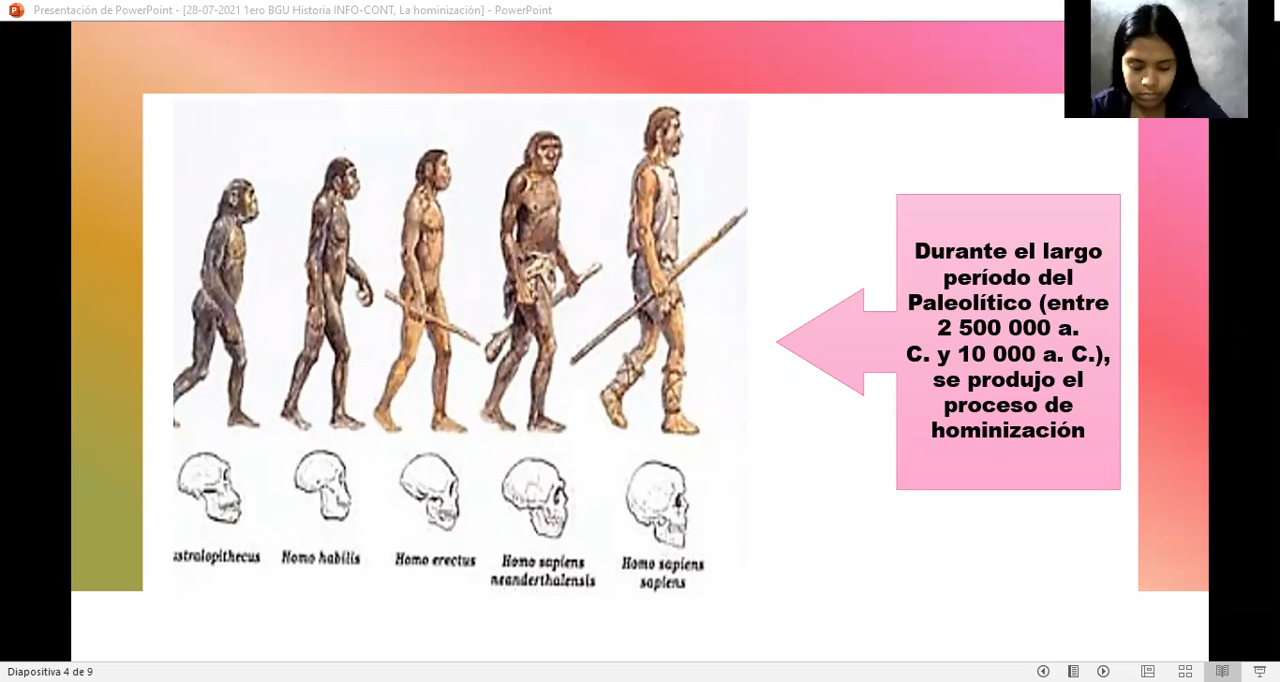 Presentación de PowerPoint - [28-07-2021 1ero BGU Historia INFO-CONT, La hominización] - PowerPoint
Durante el largo
período del
Paleolítico (entre
2 500 000 a.
C. y 10 000 a. C.),
se produjo el
proceso de
hominización
stralopithecus
Homo habilis
Homo erectus
Homo sapiens
neanderthalensis
Homo sapiens
sapiens
Diapositiva 4 de 9